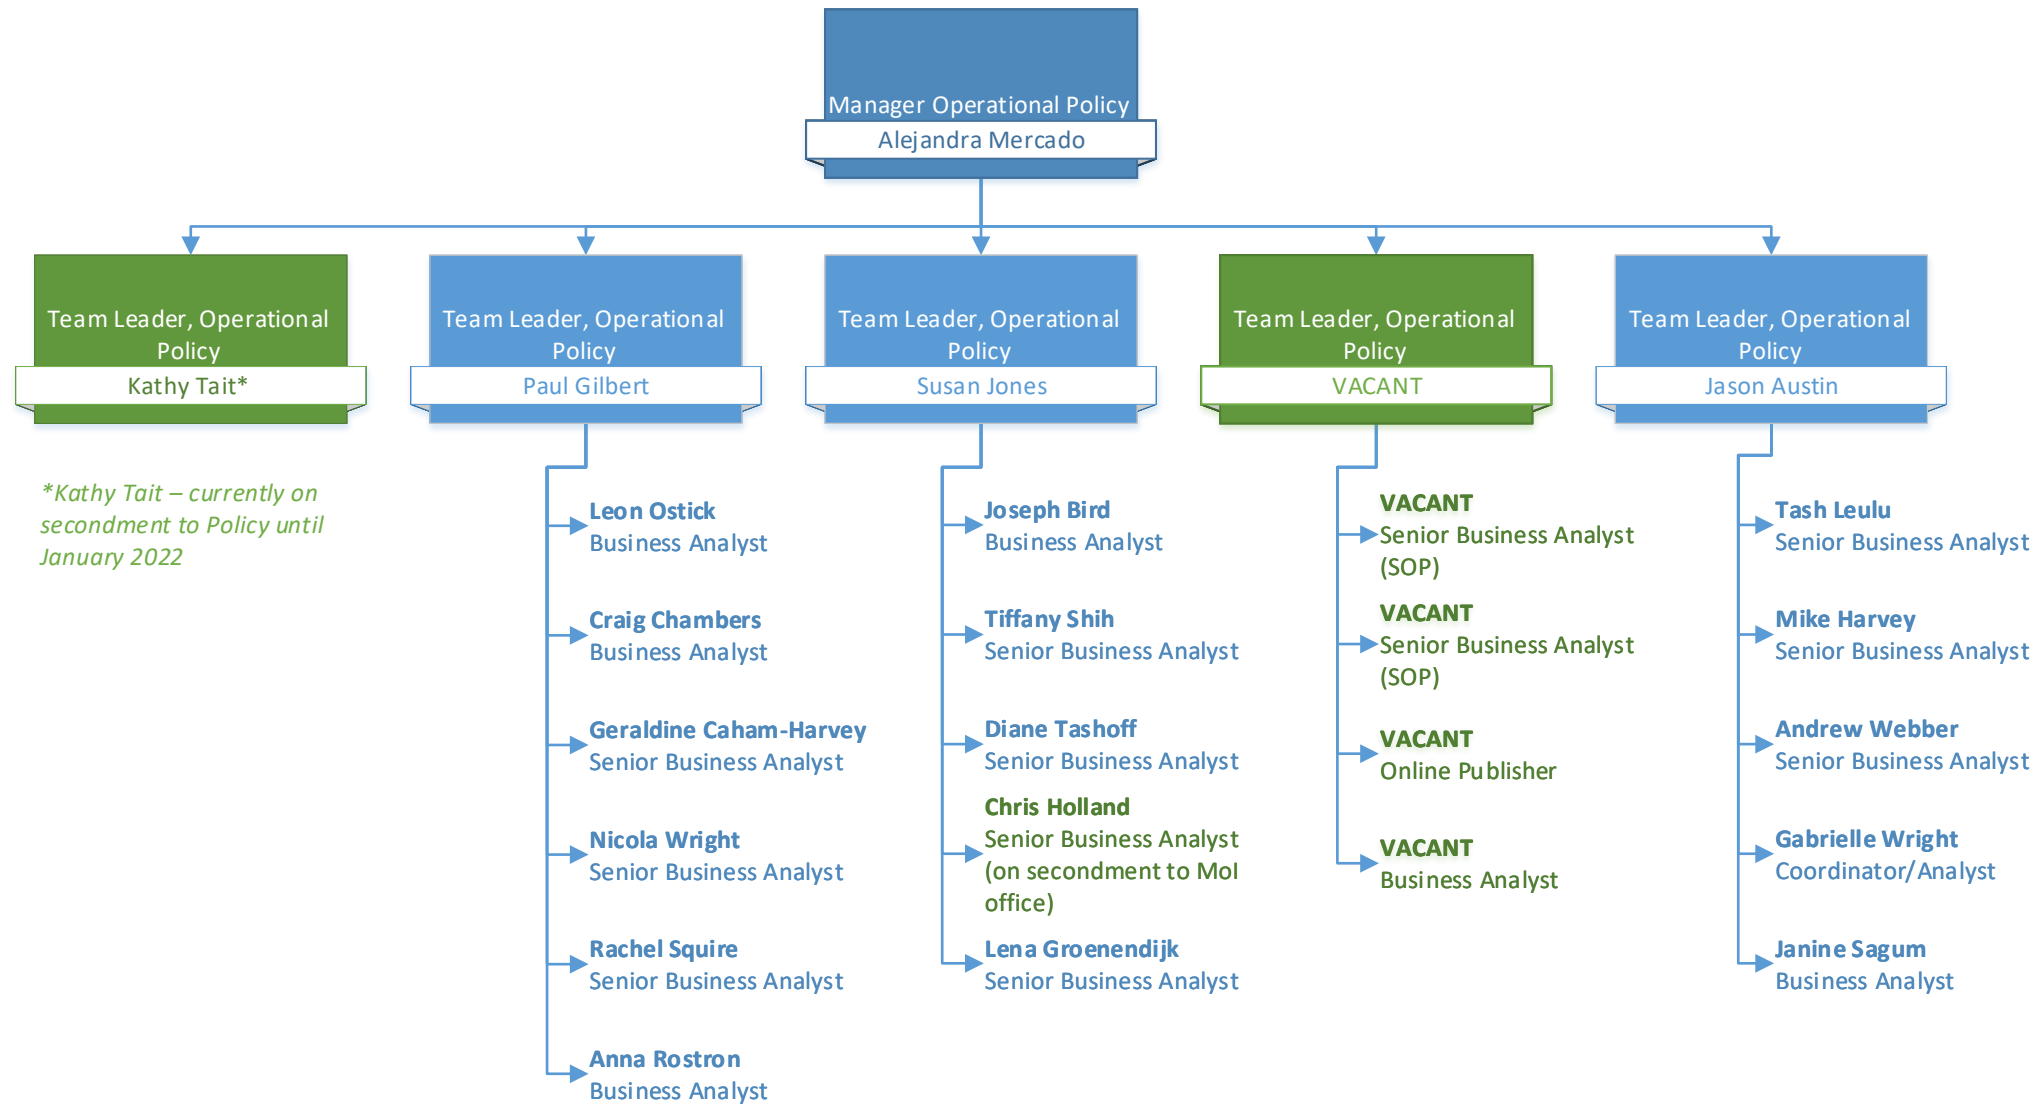 Manager Operational Policy
Alejandra Mercado
Team Leader, Operational
Policy
Kathy Tait*
*Kathy Tait – currently on
secondment to Policy until
January 2022
Team Leader, Operational
Policy
Paul Gilbert
Leon Ostick
Business Analyst
Craig Chambers
Business Analyst
Geraldine Caham-Harvey
Senior Business Analyst
Nicola Wright
Senior Business Analyst
Rachel Squire
Senior Business Analyst
Anna Rostron
Business Analyst
Team Leader, Operational
Policy
Susan Jones
Joseph Bird
Business Analyst
Tiffany Shih
Senior Business Analyst
Diane Tashoff
Senior Business Analyst
Chris Holland
Senior Business Analyst
(on secondment to MoI
office)
Lena Groenendijk
Senior Business Analyst
Team Leader, Operational
Policy
VACANT
VACANT
Senior Business Analyst
(SOP)
VACANT
Senior Business Analyst
(SOP)
VACANT
Online Publisher
VACANT
Business Analyst
Team Leader, Operational
Policy
Jason Austin
Tash Leulu
Senior Business Analyst
Mike Harvey
Senior Business Analyst
Andrew Webber
Senior Business Analyst
Gabrielle Wright
Coordinator/Analyst
Janine Sagum
Business Analyst